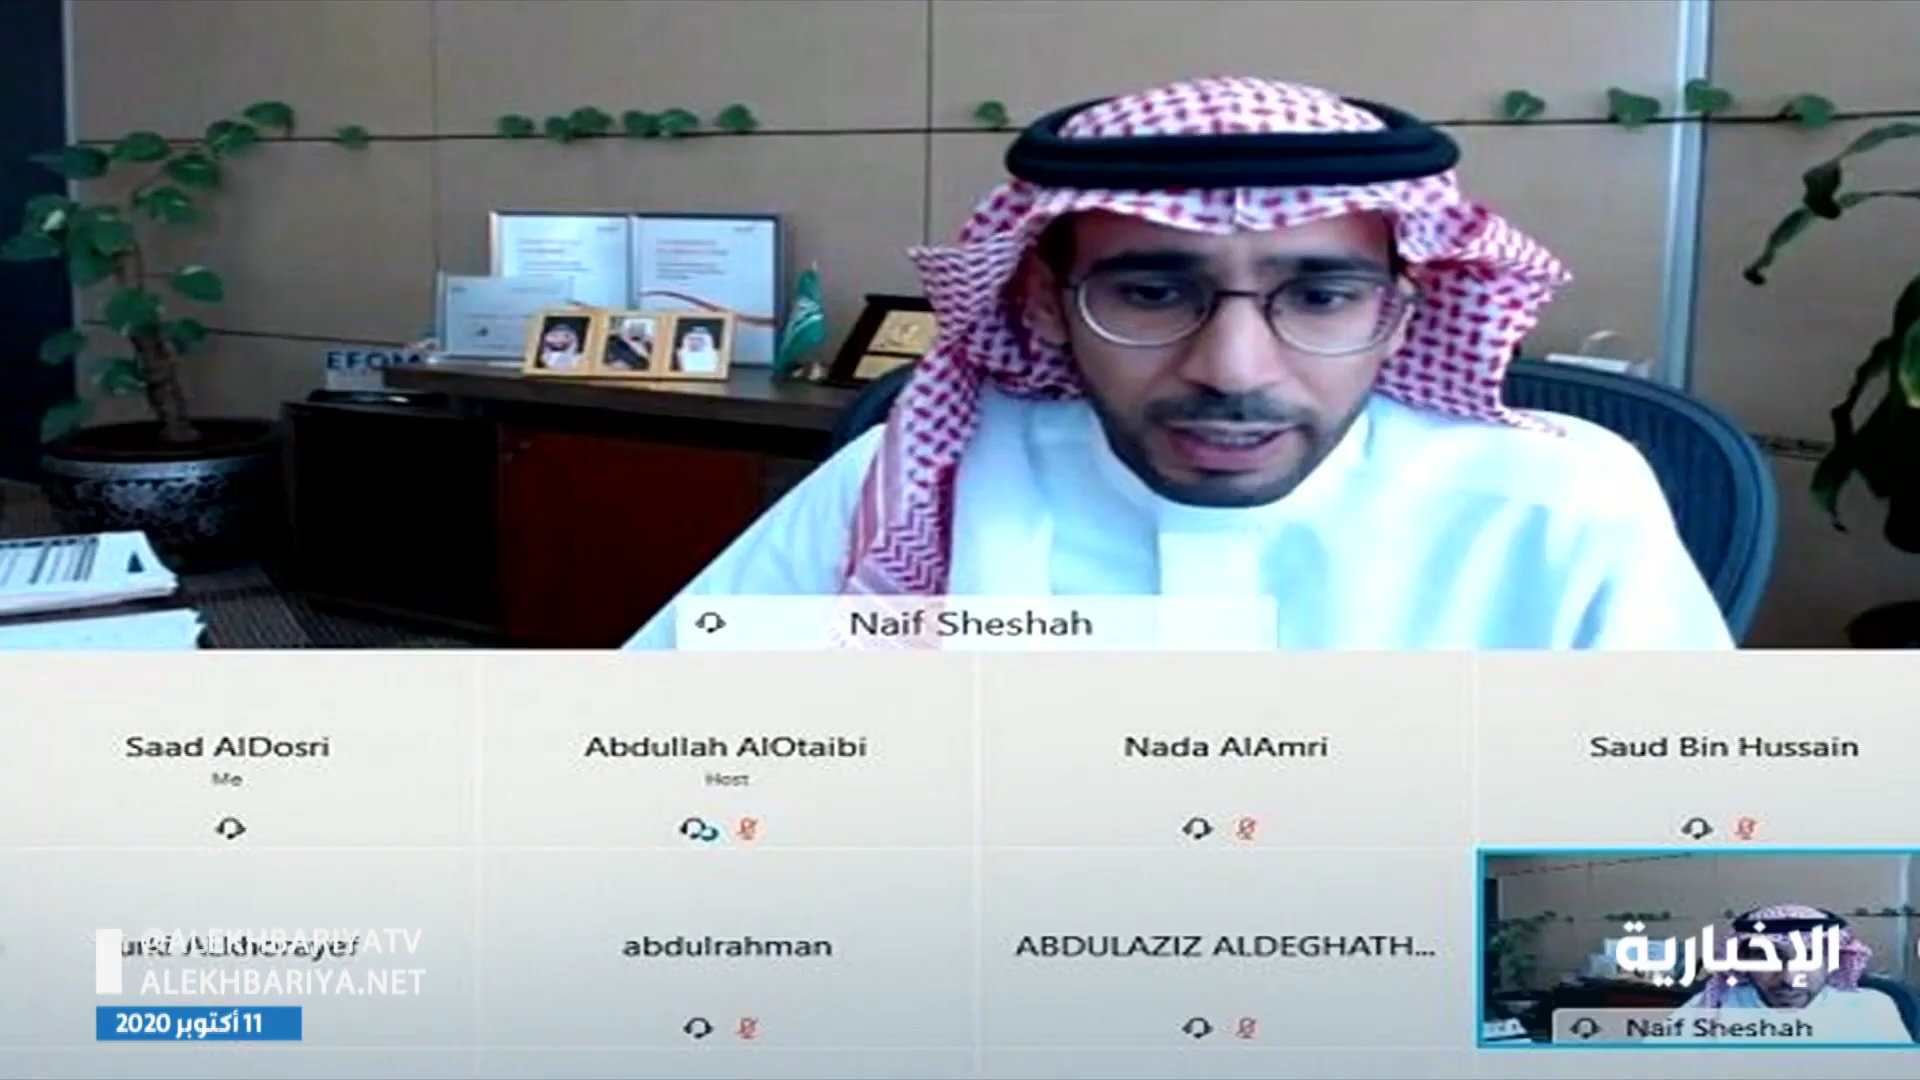 EFQM
Naif Sheshah
Saad AlDosri
Me
Abdullah AlOtaibi
Host
Nada AlAmri
Saud Bin Hussain
abdulrahman
ABDULAZIZ ALDEGHATH...
@ALEKHBARIYATV
ALEKHBARIYA.NET
11 أكتوبر 2020
الإخبارية
Naif Sheshah